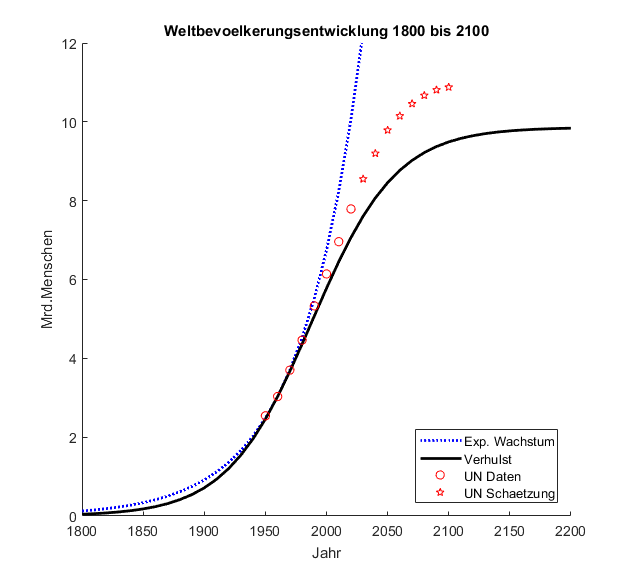 Weltbevoelkerungsentwicklung 1800 bis 2100
12
10
8
6
4
2
0
Mrd.Menschen
Exp. Wachstum
Verhulst
UN Daten
UN Schaetzung
1800 1850 1900 1950 2000 2050 2100 2150 2200
Jahr